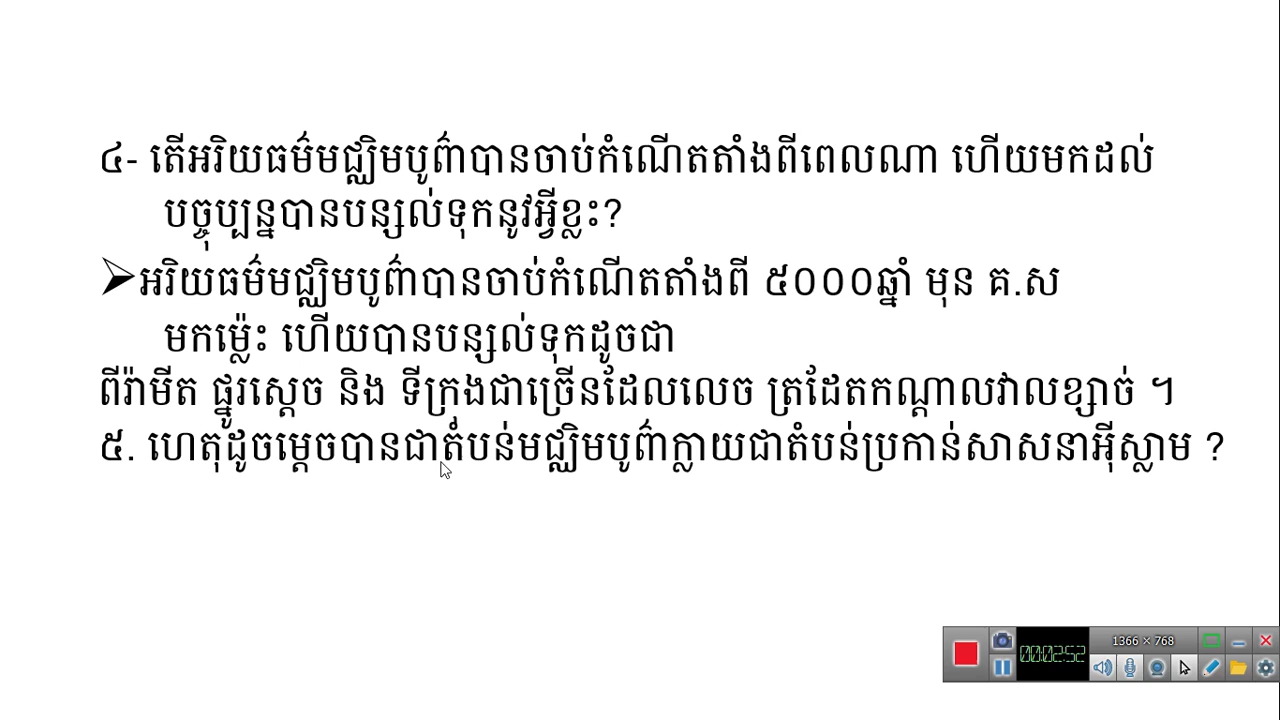 ៤- តើអរិយធម៌មជ្ឈិមបូព៌ាបានចាប់កំណើតតាំងពីពេលណា ហើយមកដល់
បច្ចុប្បន្នបានបន្សល់ទុកនូវអ្វីខ្លះ?
➢អរិយធម៌មជ្ឈិមបូព៌ាបានចាប់កំណើតតាំងពី ៥០០០ឆ្នាំ មុន គ.ស
មកម្ល៉េះ ហើយបានបន្សល់ទុកដូចជា
ពីរ៉ាមីត ផ្នូរស្តេច និង ទីក្រុងជាច្រើនដែលលេច ត្រដែតកណ្តាលវាលខ្សាច់ ។
៥. ហេតុដូចម្តេចបានជាតំបន់មជ្ឈិមបូព៌ាក្លាយជាតំបន់ប្រកាន់សាសនាអ៊ីស្លាម ?
1366 × 768
00:02:52